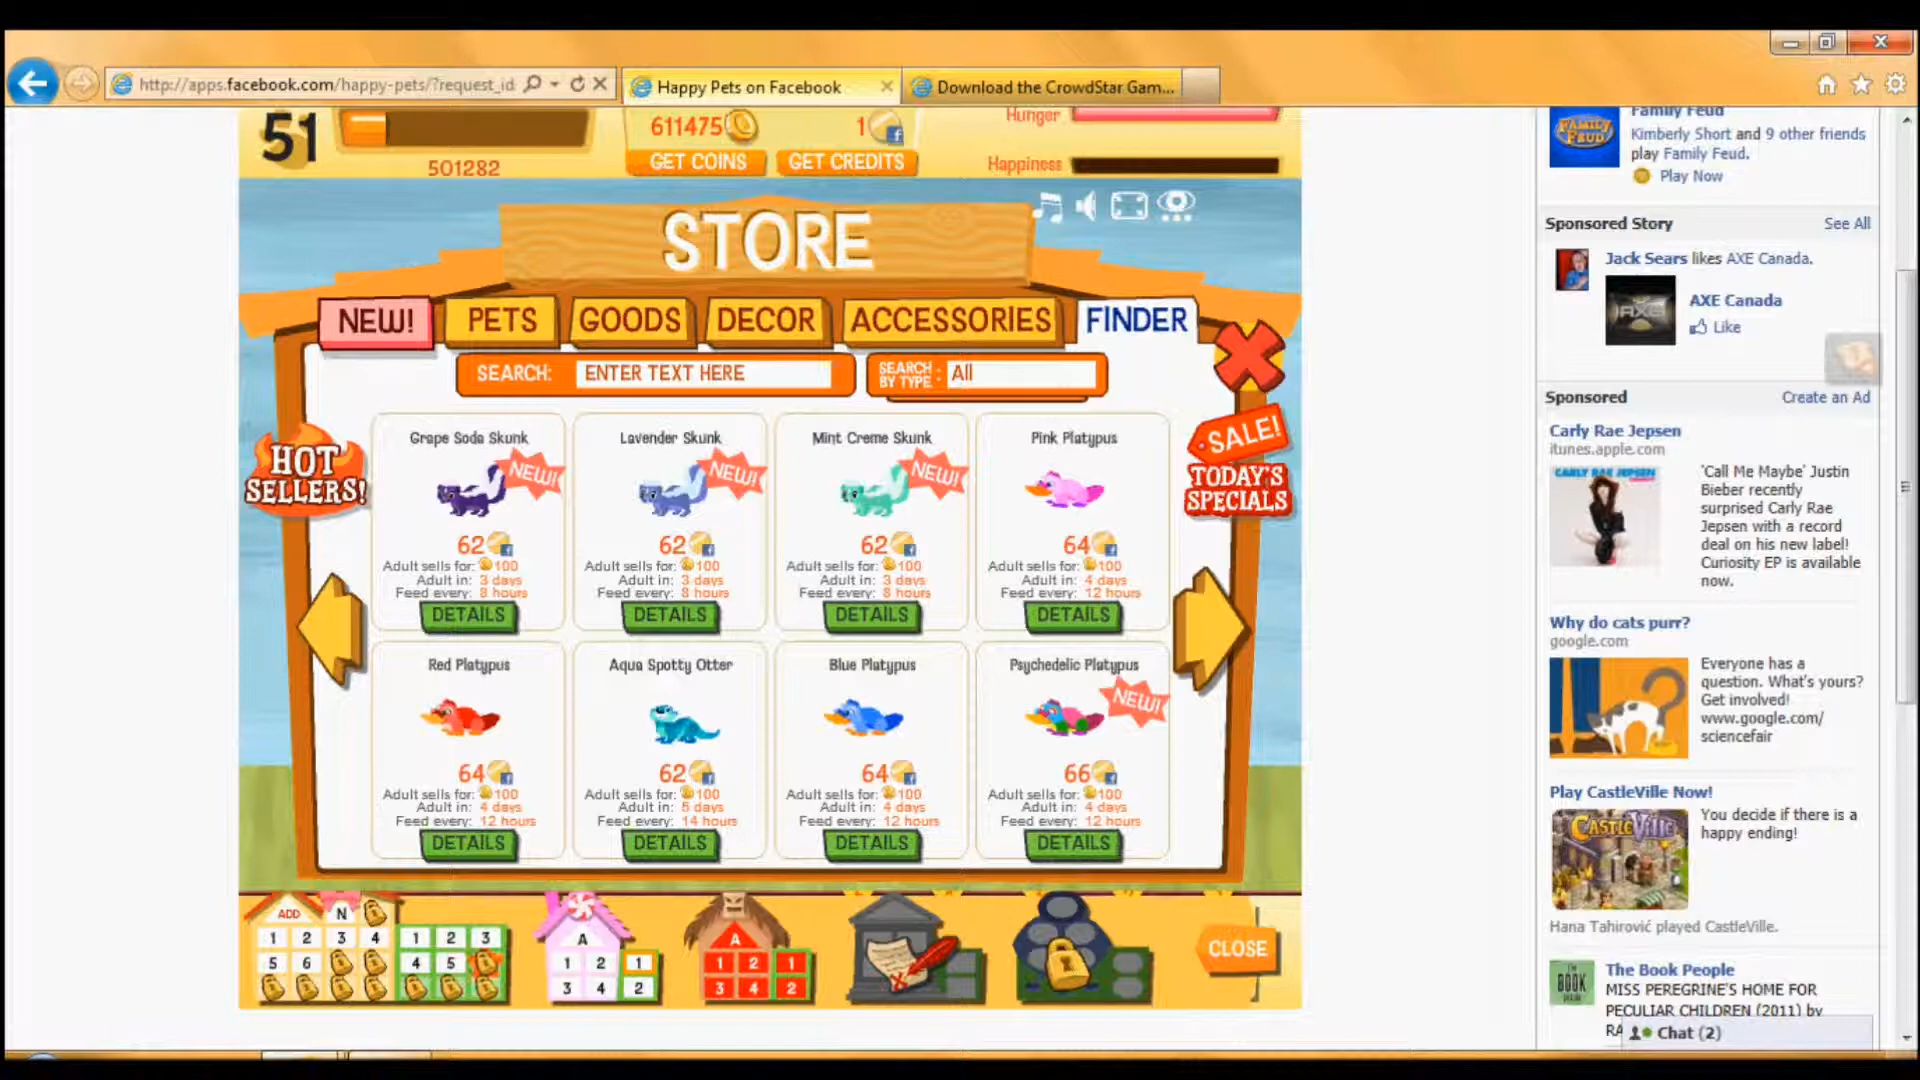 http://apps.facebook.com/happy-pets/?request_id
Happy Pets on Facebook
Download the CrowdStar Gam...
51
501282
611475
1
GET COINS
GET CREDITS
Hunger
Happiness
STORE
NEW!
PETS
GOODS
DECOR
ACCESSORIES
FINDER
SEARCH:
ENTER TEXT HERE
SEARCH BY TYPE:
All
HOT SELLERS!
SALE!
TODAY'S SPECIALS
Grape Soda Skunk
NEW!
62
Adult sells for: 100
Adult in: 3 days
Feed every: 8 hours
DETAILS
Lavender Skunk
NEW!
62
Adult sells for: 100
Adult in: 3 days
Feed every: 8 hours
DETAILS
Mint Creme Skunk
NEW!
62
Adult sells for: 100
Adult in: 3 days
Feed every: 8 hours
DETAILS
Pink Platypus
64
Adult sells for: 100
Adult in: 4 days
Feed every: 12 hours
DETAILS
Red Platypus
64
Adult sells for: 100
Adult in: 4 days
Feed every: 12 hours
DETAILS
Aqua Spotty Otter
62
Adult sells for: 100
Adult in: 5 days
Feed every: 14 hours
DETAILS
Blue Platypus
64
Adult sells for: 100
Adult in: 4 days
Feed every: 12 hours
DETAILS
Psychedelic Platypus
NEW!
66
Adult sells for: 100
Adult in: 4 days
Feed every: 12 hours
DETAILS
ADD N
1 2 3 4
5 6
1 2 3
4 5
A
1 2 1
3 4 2
A
1 2 1
3 4 2
CLOSE
FAMILY FEUD
Family Feud
Kimberly Short and 9 other friends
play Family Feud.
Play Now
Sponsored Story
See All
Jack Sears likes AXE Canada.
AXE
AXE Canada
Like
Sponsored
Create an Ad
Carly Rae Jepsen
itunes.apple.com
CARLY RAE JEPSEN
'Call Me Maybe' Justin
Bieber recently
surprised Carly Rae
Jepsen with a record
deal on his new label!
Curiosity EP is available
now.
Why do cats purr?
google.com
Everyone has a
question. What's yours?
Get involved!
www.google.com/
sciencefair
Play CastleVille Now!
CASTLEVILLE
You decide if there is a
happy ending!
Hana Tahirović played CastleVille.
The Book People
MISS PEREGRINE'S HOME FOR
PECULIAR CHILDREN (2011) by
RA
Chat (2)